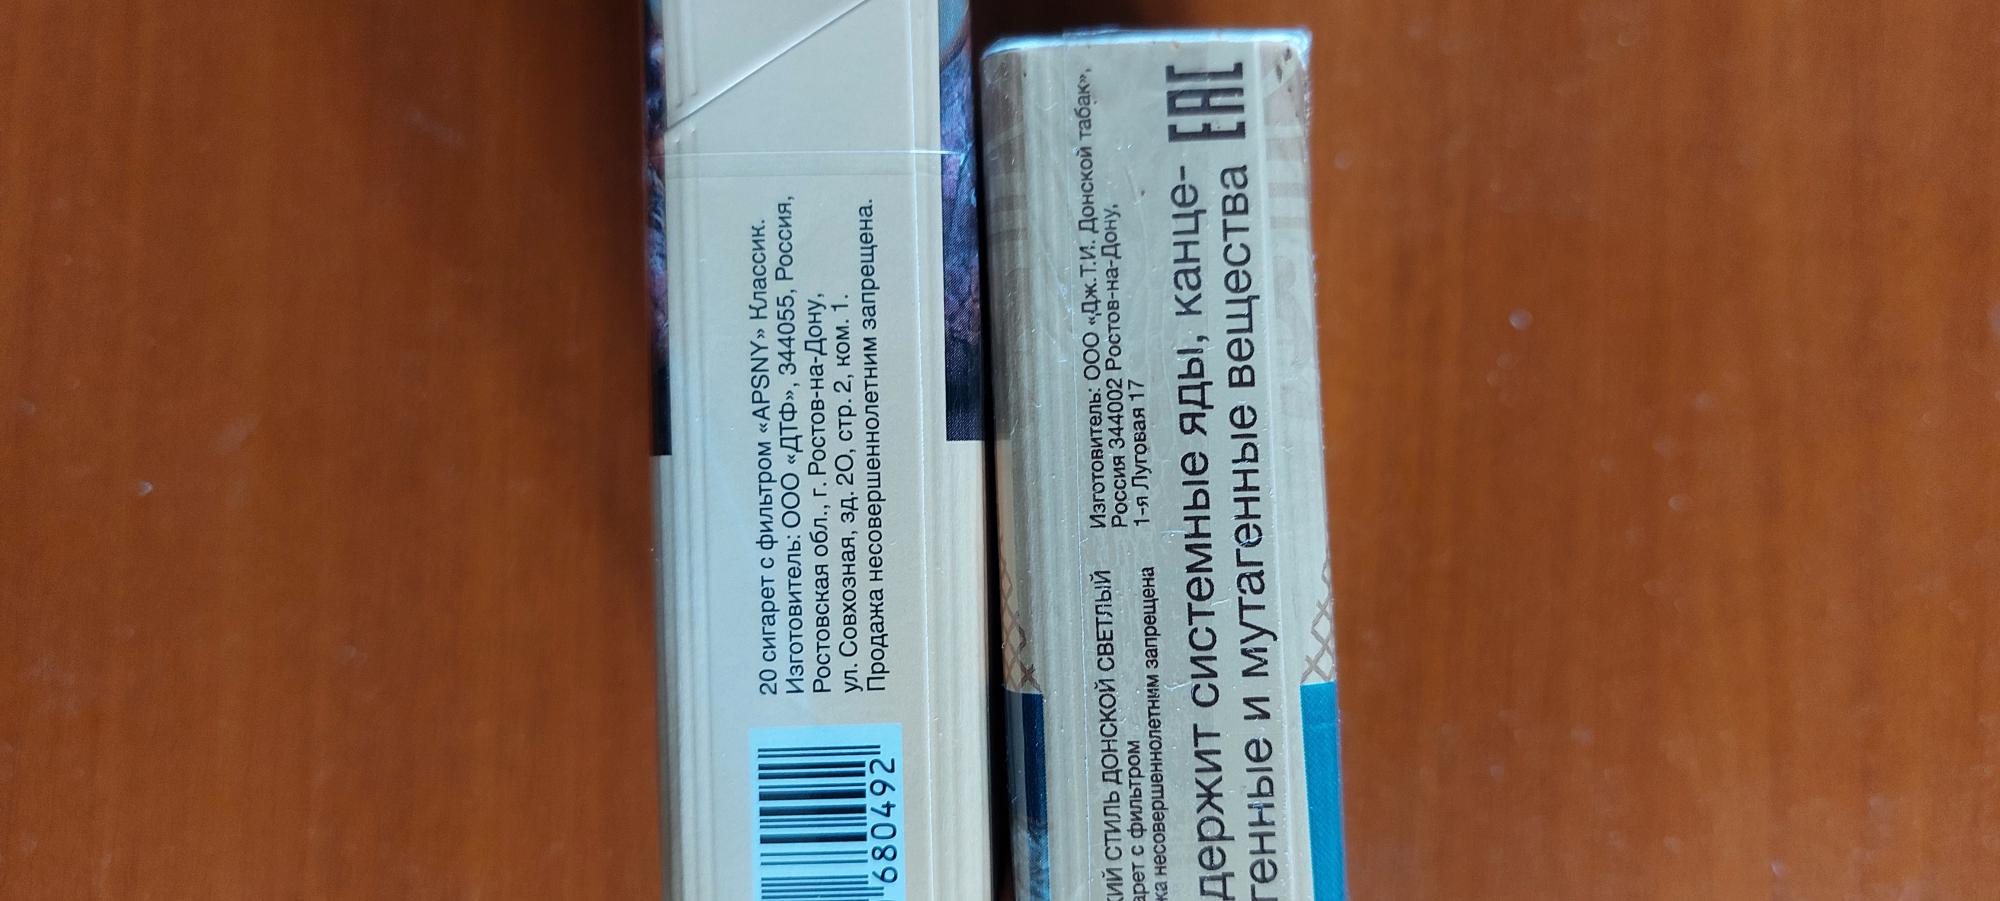 20 сигарет с фильтром «APSNY» Классик.
Изготовитель: ООО «ДТФ», 344055, Россия,
Ростовская обл., г. Ростов-на-Дону,
ул. Совхозная, зд. 2О, стр. 2, ком. 1.
Продажа несовершеннолетним запрещена.
680492
СТИЛЬ ДОНСКОЙ СВЕТЛЫЙ
с фильтром
несовершеннолетним запрещена
Изготовитель: ООО «Дж.Т.И. Донской табак»,
Россия 344002 Ростов-на-Дону,
1-я Луговая 17
держит системные яды, канце-
генные и мутагенные вещества
EAC